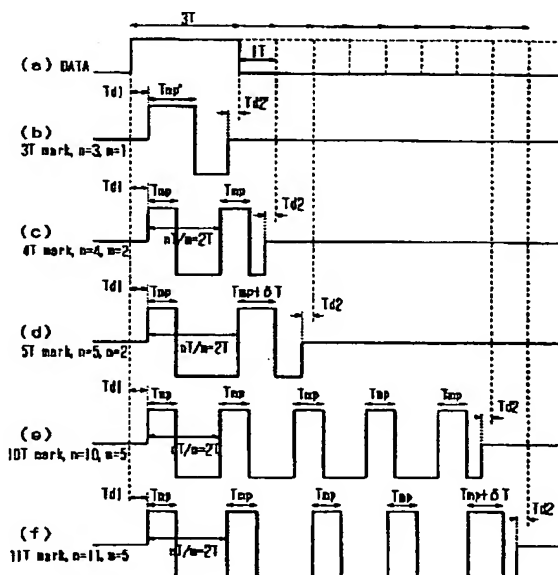 3T
1T
(a) DATA
Td1 Tmp' Td2'
(b)
3T mark, n=3, m=1
Td1 Tmp Tmp Td2
(c)
nT/m=2T
4T mark, n=4, m=2
Td1 Tmp Tmp+δT Td2
(d)
nT/m=2T
5T mark, n=5, m=2
Td1 Tmp Tmp Tmp Tmp Tmp Td2
(e)
nT/m=2T
10T mark, n=10, m=5
Td1 Tmp Tmp Tmp Tmp Tmp+δT Td2
(f)
nT/m=2T
11T mark, n=11, m=5